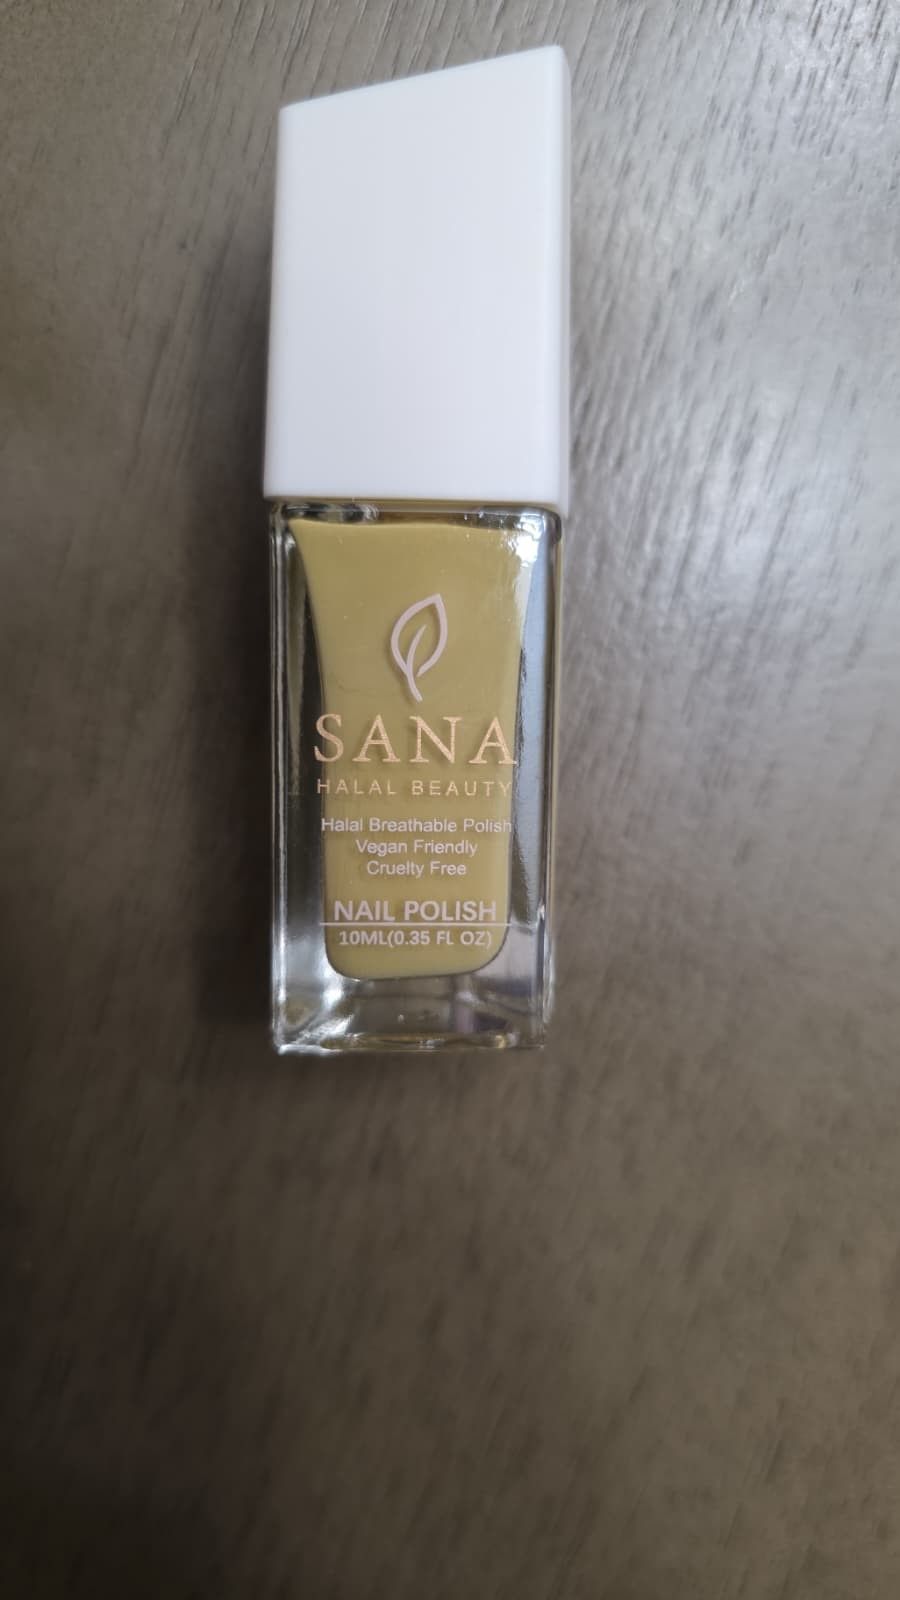 SANA
HALAL BEAUTY
Halal Breathable Polish
Vegan Friendly
Cruelty Free
NAIL POLISH
10ML(0.35 FL OZ)